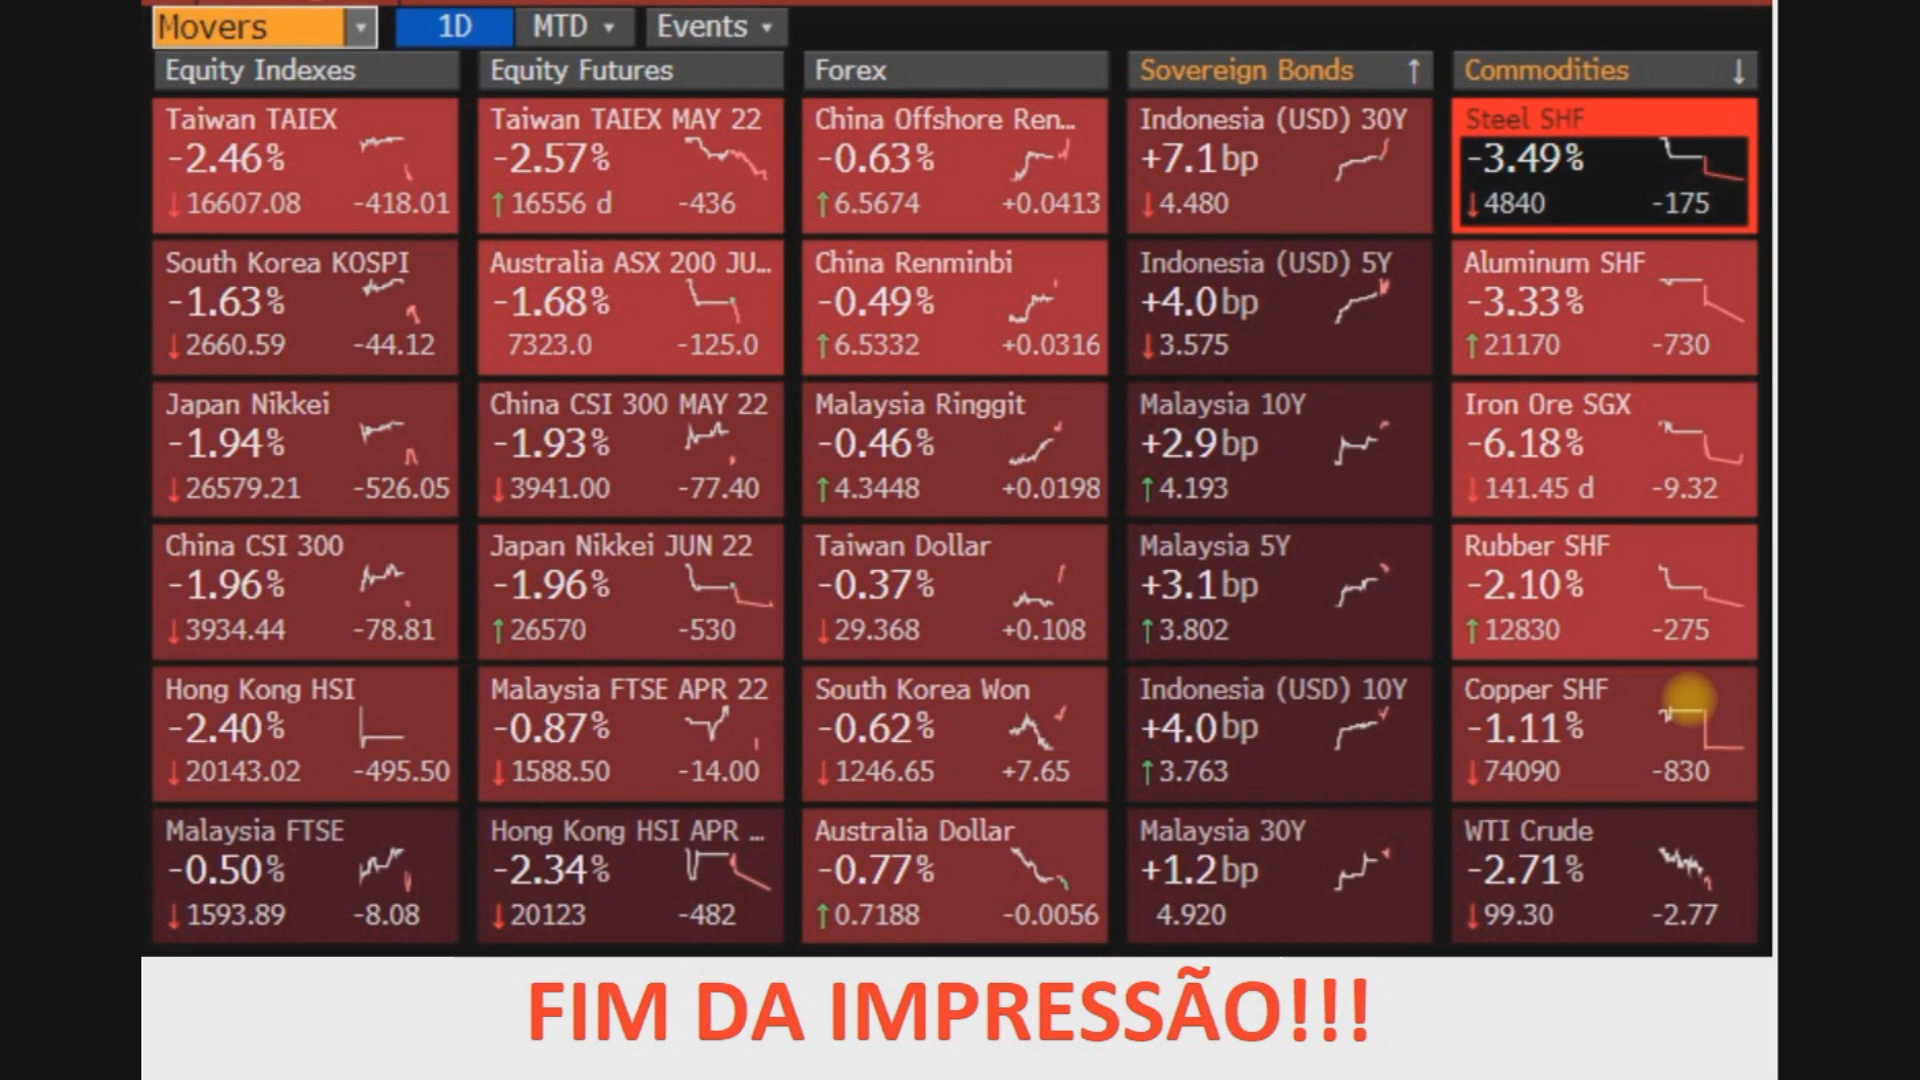 Movers 1D MTD Events
Equity Indexes Equity Futures Forex Sovereign Bonds ↑ Commodities ↓
Taiwan TAIEX Taiwan TAIEX MAY 22 China Offshore Ren... Indonesia (USD) 30Y Steel SHF
-2.46% -2.57% -0.63% +7.1bp -3.49%
↓16607.08 -418.01 ↑16556 d -436 ↑6.5674 +0.0413 ↓4.480 ↓4840 -175
South Korea KOSPI Australia ASX 200 JU... China Renminbi Indonesia (USD) 5Y Aluminum SHF
-1.63% -1.68% -0.49% +4.0bp -3.33%
↓2660.59 -44.12 7323.0 -125.0 ↑6.5332 +0.0316 ↓3.575 ↑21170 -730
Japan Nikkei China CSI 300 MAY 22 Malaysia Ringgit Malaysia 10Y Iron Ore SGX
-1.94% -1.93% -0.46% +2.9bp -6.18%
↓26579.21 -526.05 ↓3941.00 -77.40 ↑4.3448 +0.0198 ↑4.193 ↓141.45 d -9.32
China CSI 300 Japan Nikkei JUN 22 Taiwan Dollar Malaysia 5Y Rubber SHF
-1.96% -1.96% -0.37% +3.1bp -2.10%
↓3934.44 -78.81 ↑26570 -530 ↓29.368 +0.108 ↑3.802 ↑12830 -275
Hong Kong HSI Malaysia FTSE APR 22 South Korea Won Indonesia (USD) 10Y Copper SHF
-2.40% -0.87% -0.62% +4.0bp -1.11%
↓20143.02 -495.50 ↓1588.50 -14.00 ↓1246.65 +7.65 ↑3.763 ↓74090 -830
Malaysia FTSE Hong Kong HSI APR ... Australia Dollar Malaysia 30Y WTI Crude
-0.50% -2.34% -0.77% +1.2bp -2.71%
↓1593.89 -8.08 ↓20123 -482 ↑0.7188 -0.0056 4.920 ↓99.30 -2.77
FIM DA IMPRESSÃO!!!